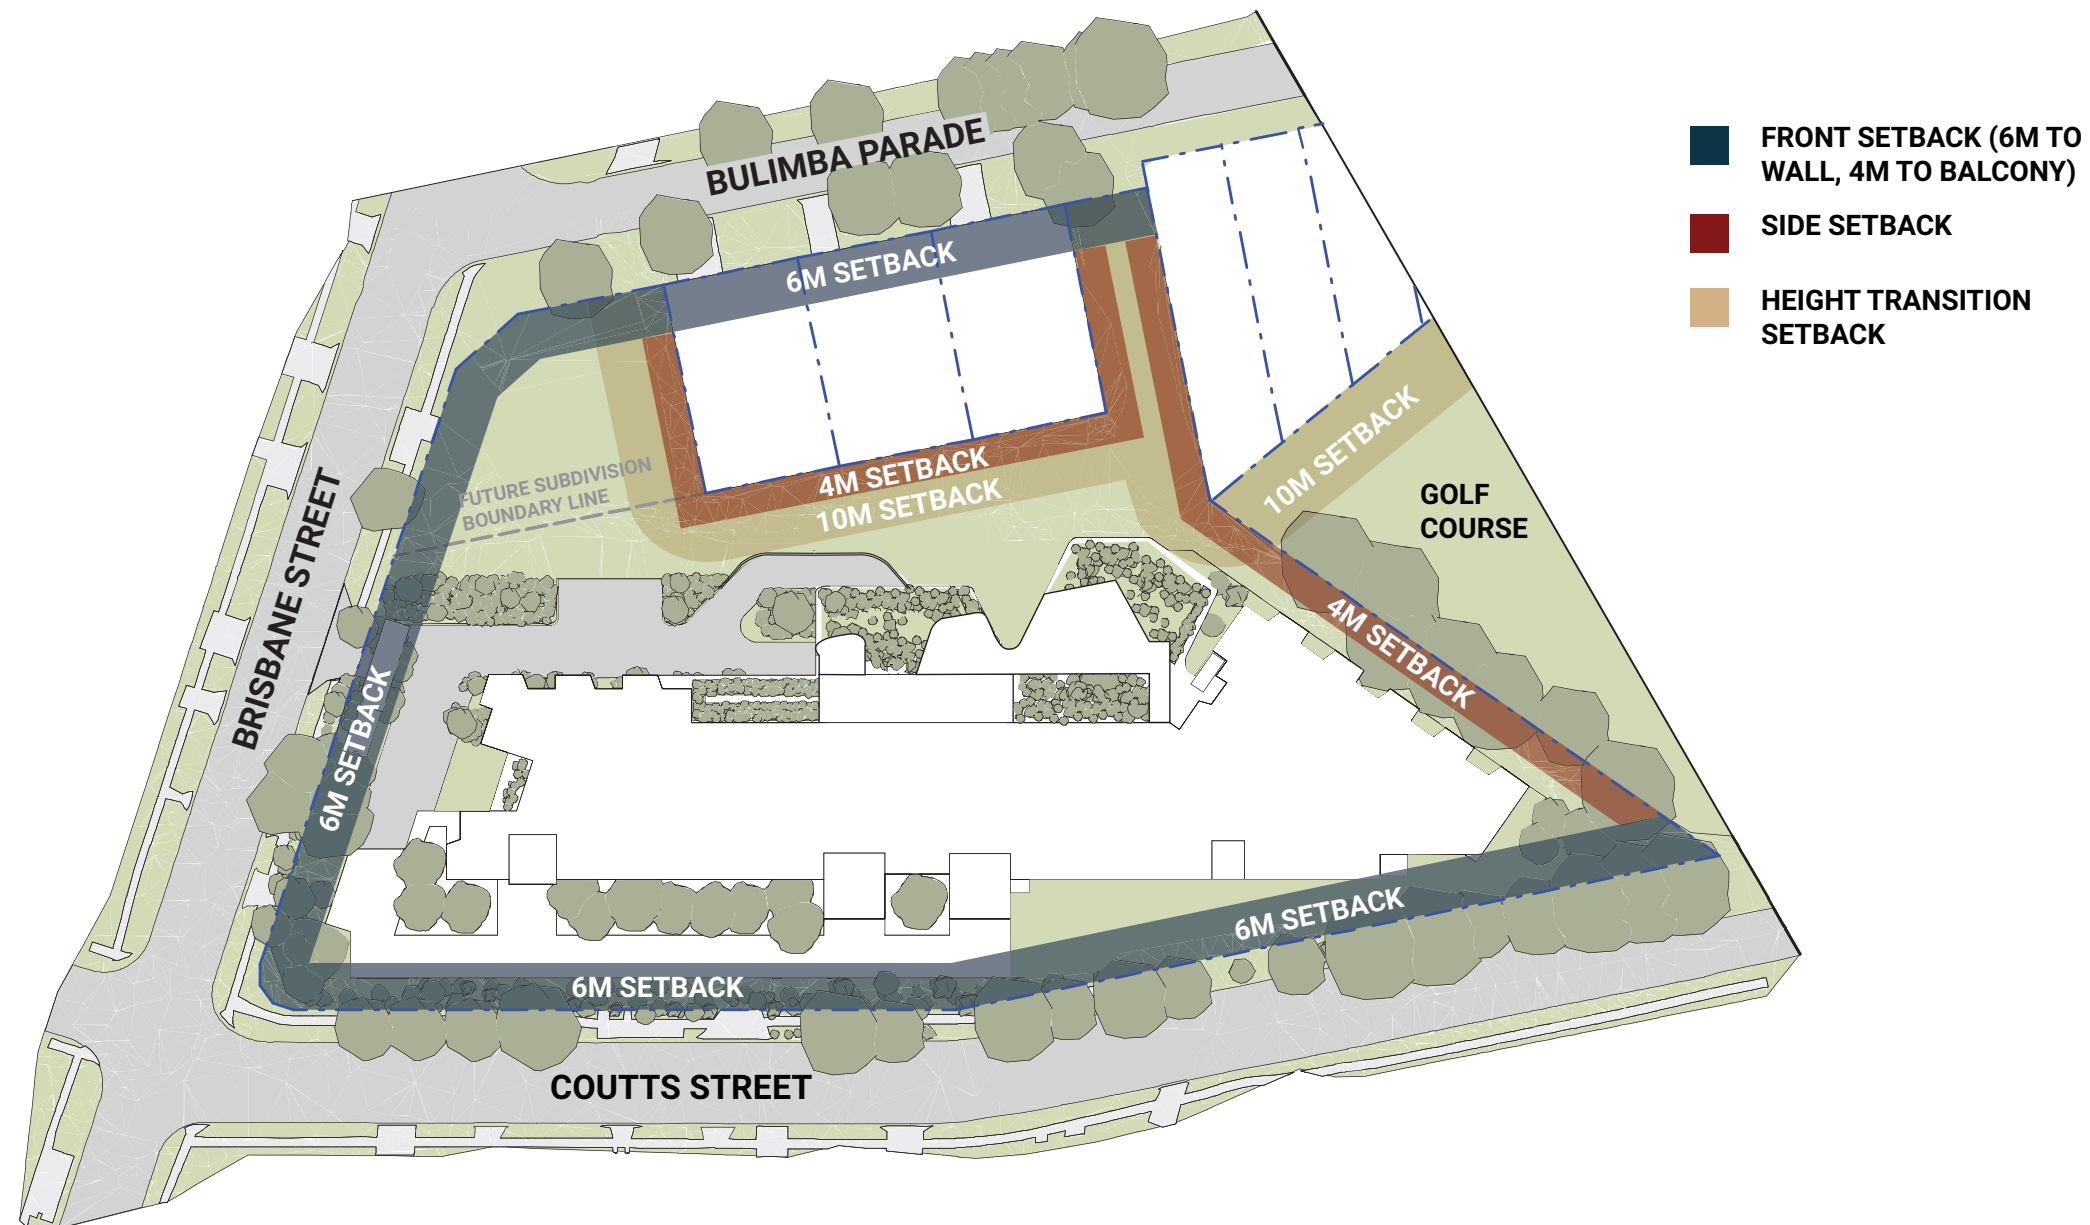 BULIMBA PARADE
FRONT SETBACK (6M TO
WALL, 4M TO BALCONY)
SIDE SETBACK
HEIGHT TRANSITION
SETBACK
6M SETBACK
4M SETBACK
10M SETBACK
10M SETBACK
FUTURE SUBDIVISION
BOUNDARY LINE
GOLF
COURSE
BRISBANE STREET
4M SETBACK
6M SETBACK
6M SETBACK
6M SETBACK
COUTTS STREET